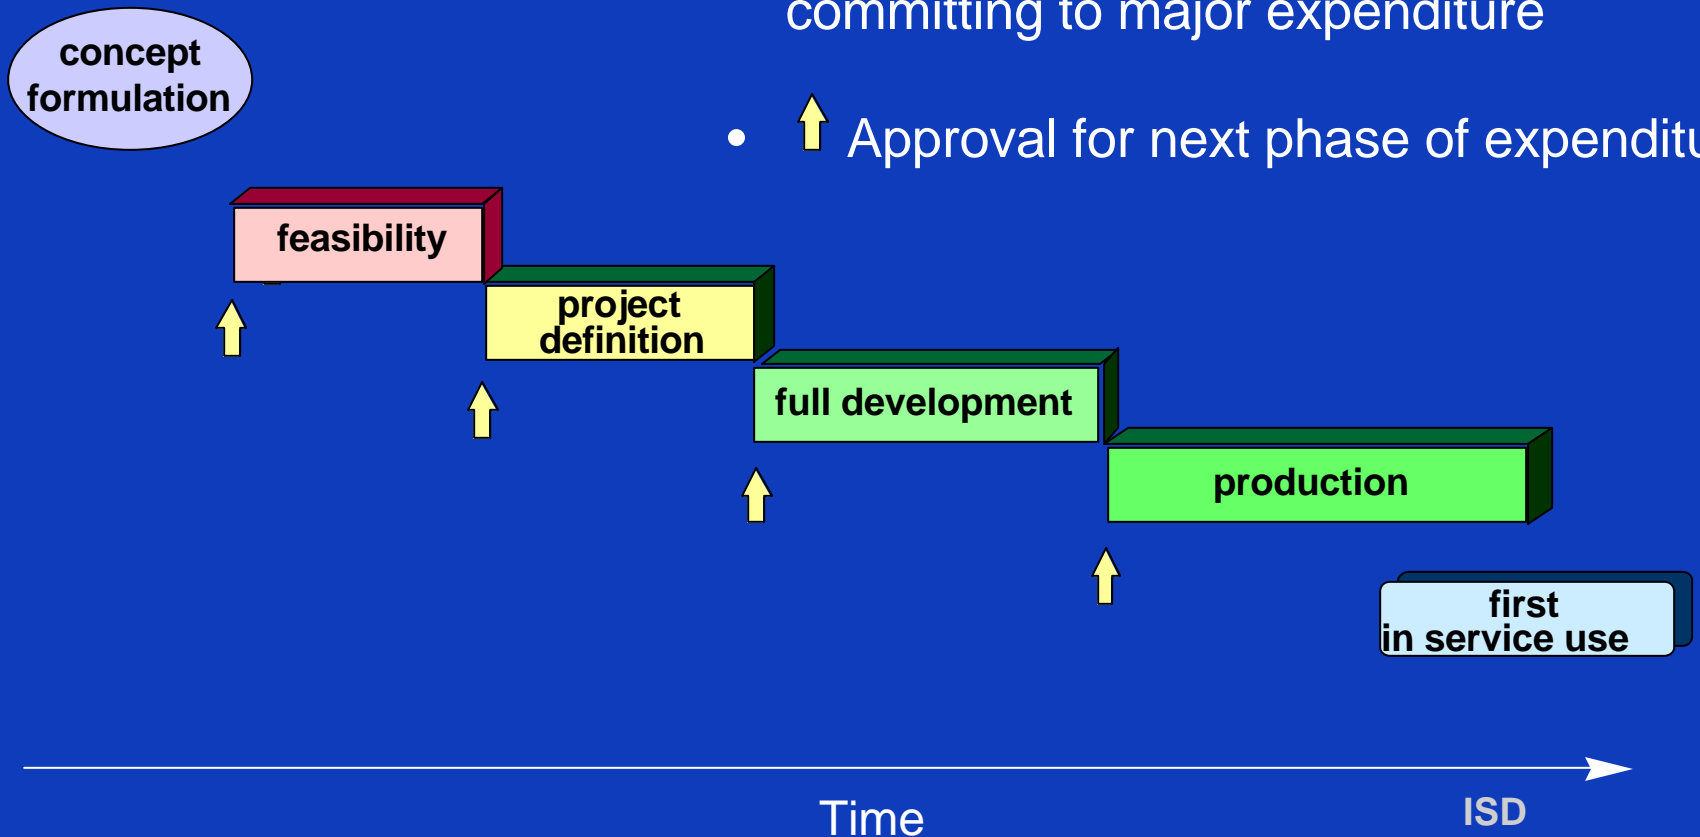 committing to major expenditure
concept
formulation
• Approval for next phase of
feasibility
project
definition
full development
production
first
in service use
Time
ISD